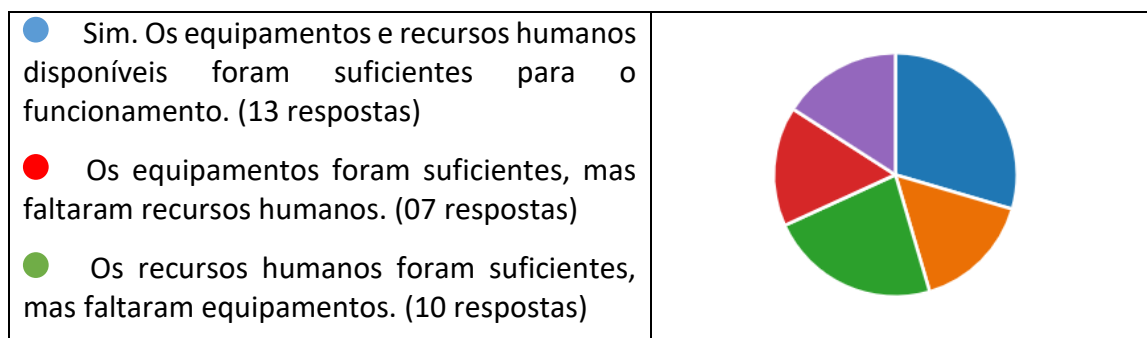 Sim. Os equipamentos e recursos humanos
disponíveis foram suficientes para o
funcionamento. (13 respostas)
Os equipamentos foram suficientes, mas
faltaram recursos humanos. (07 respostas)
Os recursos humanos foram suficientes,
mas faltaram equipamentos. (10 respostas)